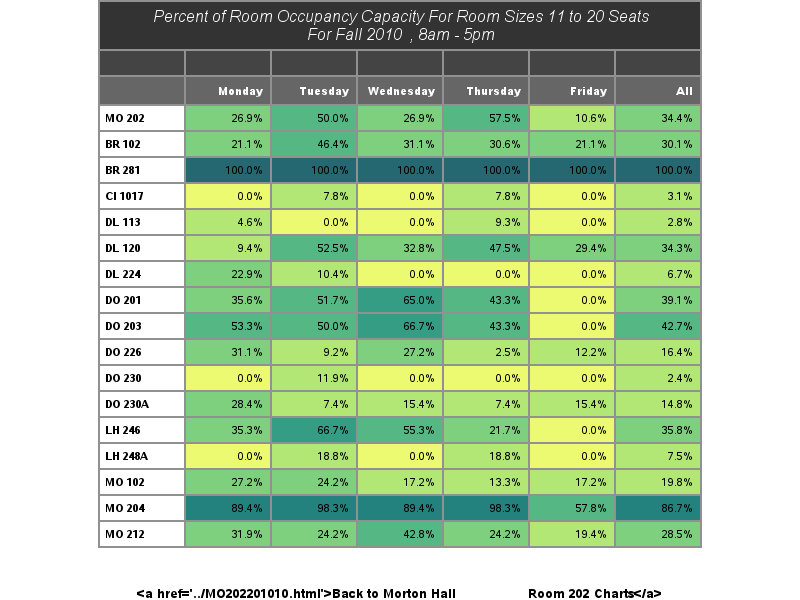 Percent of Room Occupancy Capacity For Room Sizes 11 to 20 Seats
For Fall 2010 , 8am - 5pm
Monday Tuesday Wednesday Thursday Friday All
MO 202 26.9% 50.0% 26.9% 57.5% 10.6% 34.4%
BR 102 21.1% 46.4% 31.1% 30.6% 21.1% 30.1%
BR 281 100.0% 100.0% 100.0% 100.0% 100.0% 100.0%
CI 1017 0.0% 7.8% 0.0% 7.8% 0.0% 3.1%
DL 113 4.6% 0.0% 0.0% 9.3% 0.0% 2.8%
DL 120 9.4% 52.5% 32.8% 47.5% 29.4% 34.3%
DL 224 22.9% 10.4% 0.0% 0.0% 0.0% 6.7%
DO 201 35.6% 51.7% 65.0% 43.3% 0.0% 39.1%
DO 203 53.3% 50.0% 66.7% 43.3% 0.0% 42.7%
DO 226 31.1% 9.2% 27.2% 2.5% 12.2% 16.4%
DO 230 0.0% 11.9% 0.0% 0.0% 0.0% 2.4%
DO 230A 28.4% 7.4% 15.4% 7.4% 15.4% 14.8%
LH 246 35.3% 66.7% 55.3% 21.7% 0.0% 35.8%
LH 248A 0.0% 18.8% 0.0% 18.8% 0.0% 7.5%
MO 102 27.2% 24.2% 17.2% 13.3% 17.2% 19.8%
MO 204 89.4% 98.3% 89.4% 98.3% 57.8% 86.7%
MO 212 31.9% 24.2% 42.8% 24.2% 19.4% 28.5%
<a href='../MO202201010.html'>Back to Morton Hall Room 202 Charts</a>